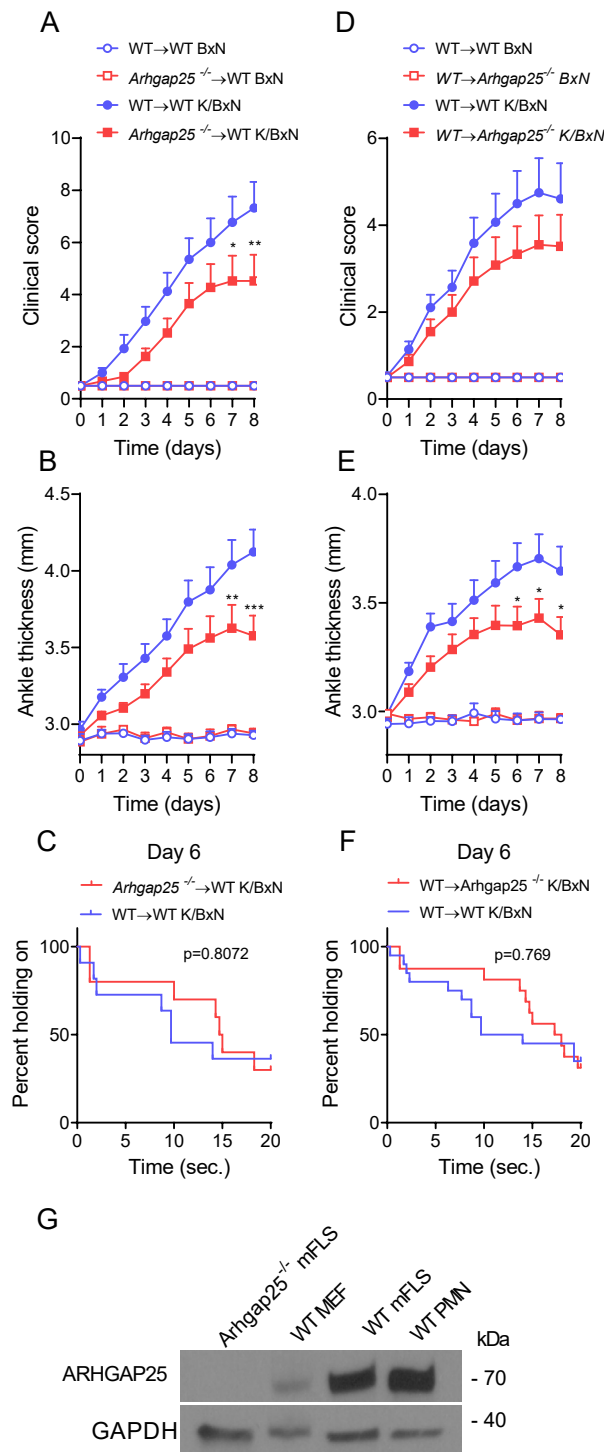 A
WT→WT BxN
Arhgap25 -/-→WT BxN
WT→WT K/BxN
Arhgap25 -/-→WT K/BxN
10
8
6
4
2
0
Clinical score
* **
0 1 2 3 4 5 6 7 8
Time (days)
D
WT→WT BxN
WT→Arhgap25-/- BxN
WT→WT K/BxN
WT→Arhgap25-/- K/BxN
6
4
2
0
Clinical score
0 1 2 3 4 5 6 7 8
Time (days)
B
4.5
4.0
3.5
3.0
Ankle thickness (mm)
** ***
0 1 2 3 4 5 6 7 8
Time (days)
E
4.0
3.5
3.0
Ankle thickness (mm)
* * *
0 1 2 3 4 5 6 7 8
Time (days)
C
Day 6
Arhgap25 -/-→WT K/BxN
WT→WT K/BxN
100
50
0
Percent holding on
p=0.8072
0 5 10 15 20
Time (sec.)
F
Day 6
WT→Arhgap25 -/- K/BxN
WT→WT K/BxN
100
50
0
Percent holding on
p=0.769
0 5 10 15 20
Time (sec.)
G
Arhgap25-/- mFLS
WT MEF
WT mFLS
WT PMN
kDa
ARHGAP25
- 70
- 40
GAPDH